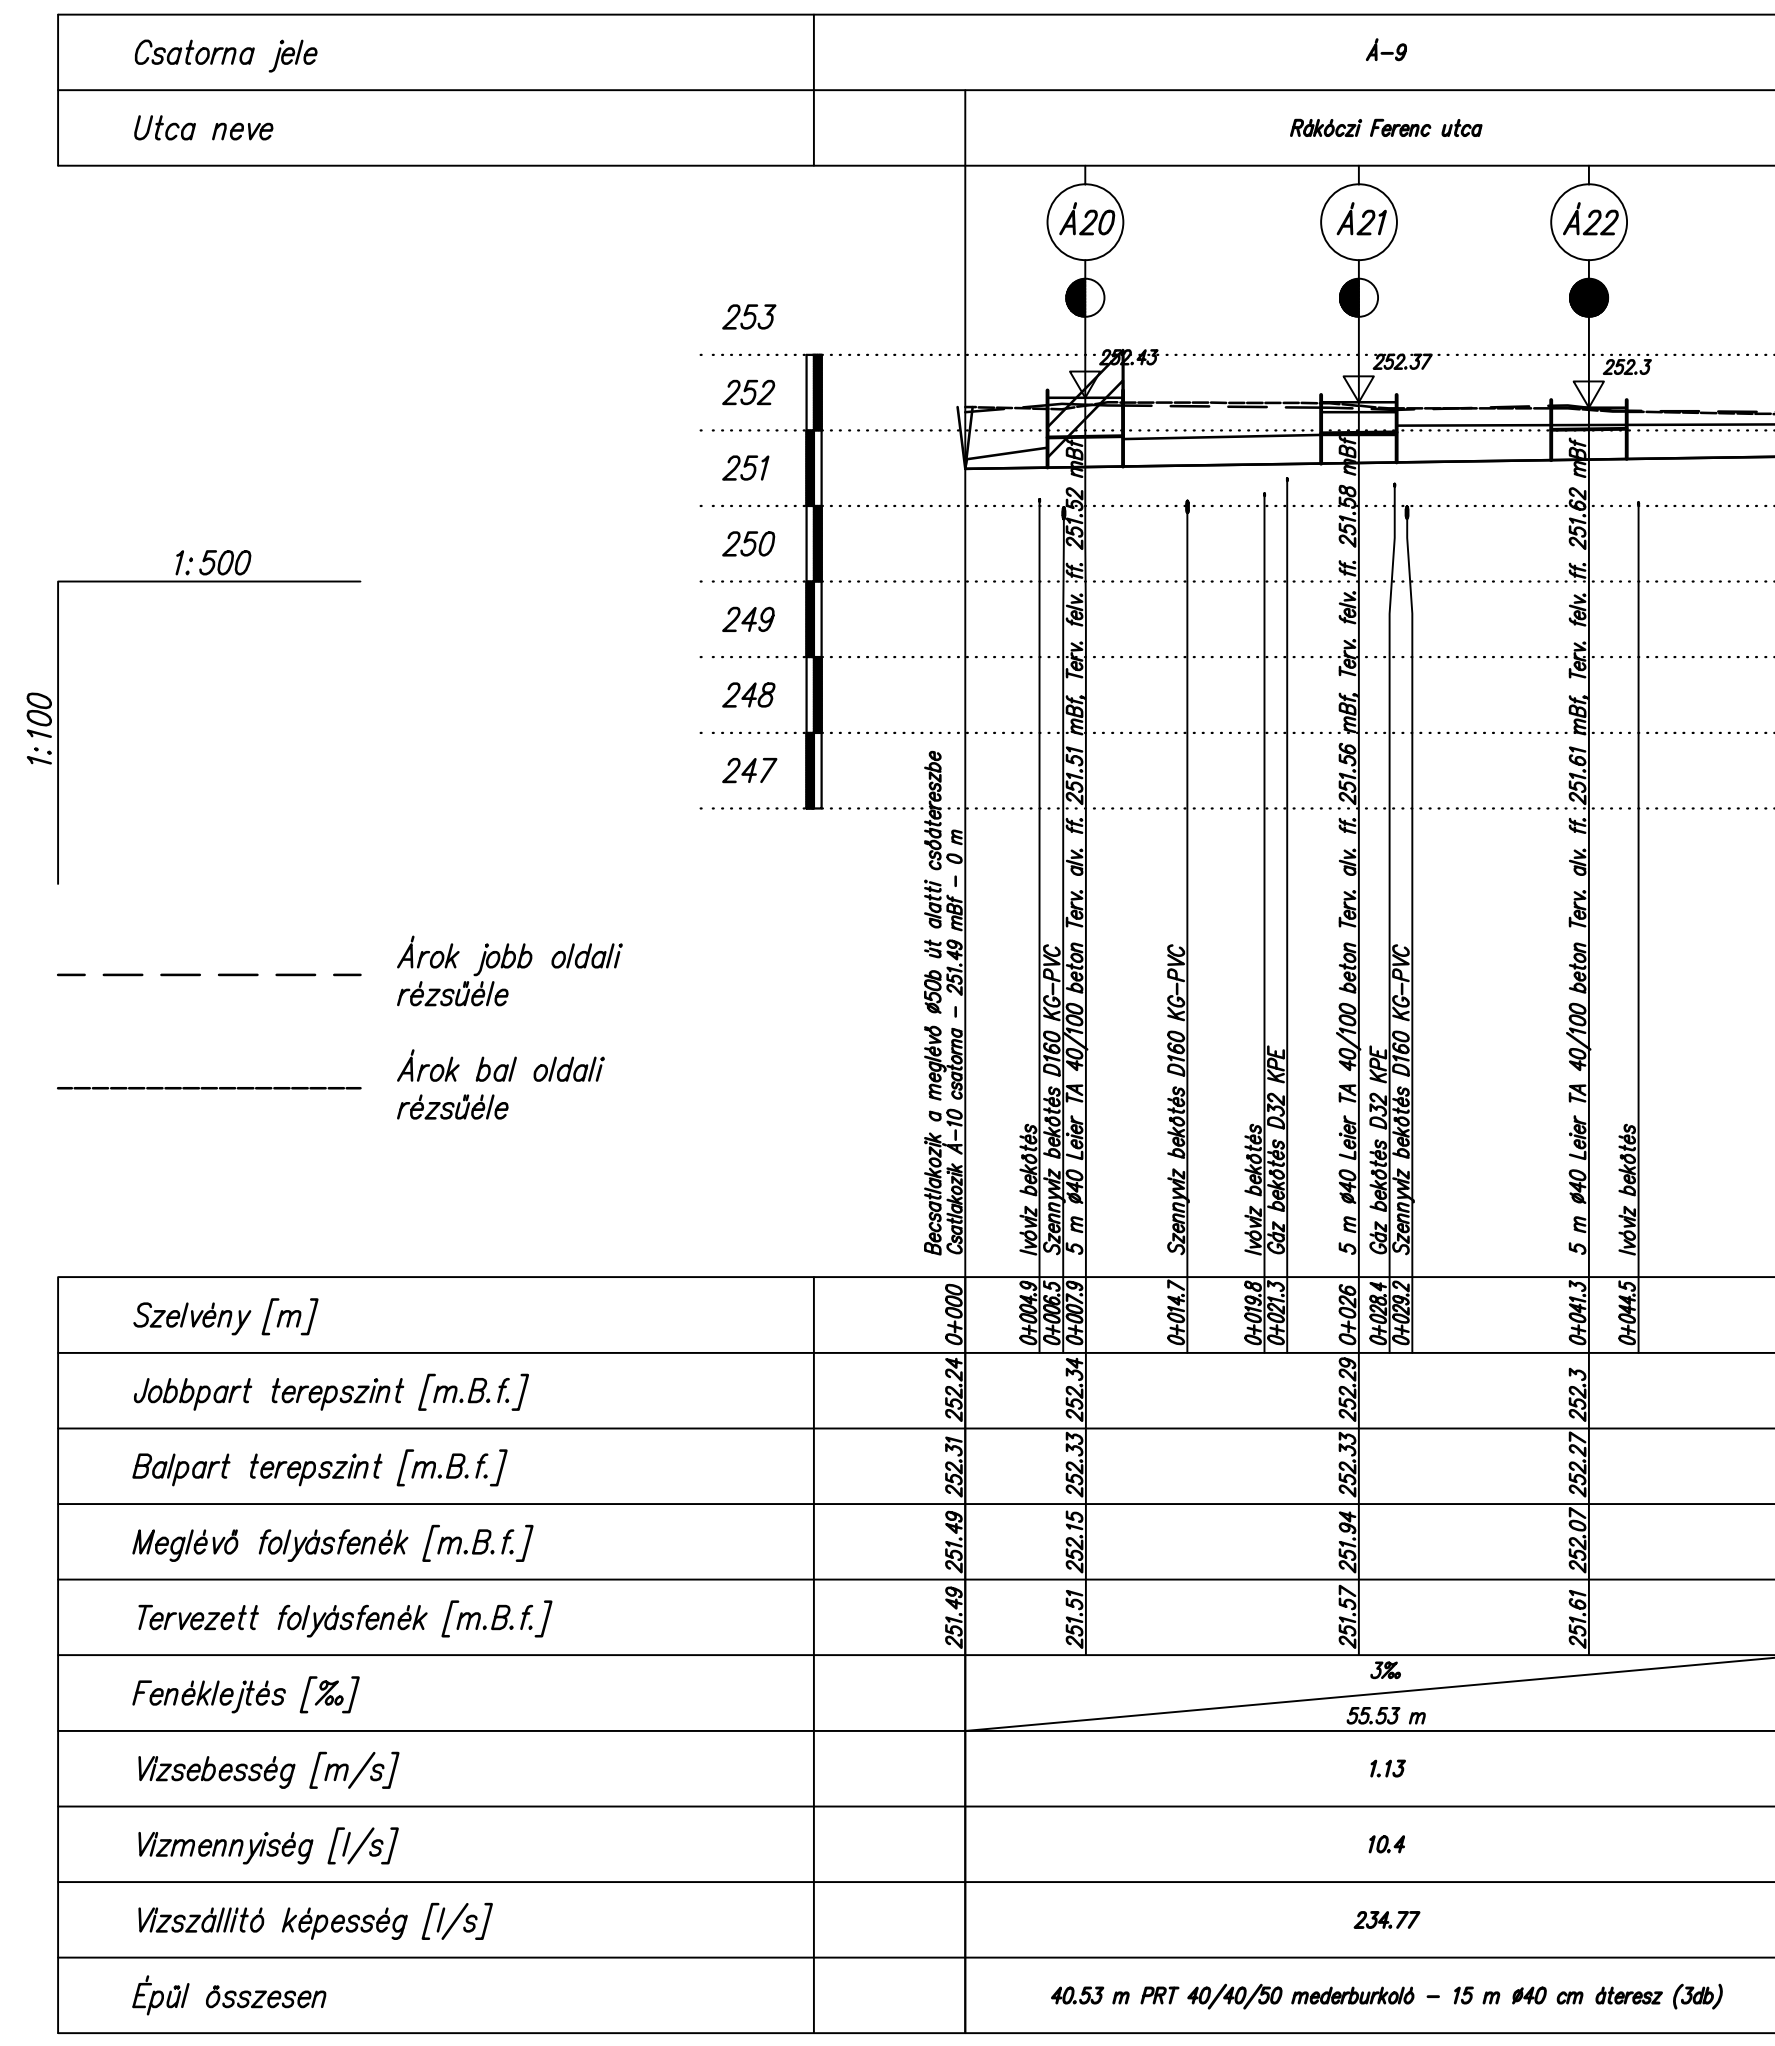 Csatorna jele
Á-9
Utca neve
Rákóczi Ferenc utca
Á20
Á21
Á22
253
252
251
250
249
248
247
252.43
252.37
252.3
1:500
1:100
Árok jobb oldali
rézsűéle
Árok bal oldali
rézsűéle
Becsatlakozik a meglévő ø50b út alatti csőátereszbe
Csatlakozik Á-10 csatorna - 251.49 mBf - 0 m
Ivóvíz bekötés
Szennyvíz bekötés D160 KG-PVC
5 m ø40 Leier TA 40/100 beton Terv. alv. ff. 251.51 mBf, Terv. felv. ff. 251.52 mBf
Szennyvíz bekötés D160 KG-PVC
Ivóvíz bekötés
Gáz bekötés D32 KPE
5 m ø40 Leier TA 40/100 beton Terv. alv. ff. 251.56 mBf, Terv. felv. ff. 251.58 mBf
Gáz bekötés D32 KPE
Szennyvíz bekötés D160 KG-PVC
5 m ø40 Leier TA 40/100 beton Terv. alv. ff. 251.61 mBf, Terv. felv. ff. 251.62 mBf
Ivóvíz bekötés
Szelvény [m]
0+000 0+004.9 0+006.5 0+007.9 0+014.7 0+019.8 0+021.3 0+026 0+028.4 0+029.2 0+041.3 0+044.5
Jobbpart terepszint [m.B.f.]
252.24 252.34 252.29 252.3
Balpart terepszint [m.B.f.]
252.31 252.33 252.33 252.27
Meglévő folyásfenék [m.B.f.]
251.49 252.15 251.94 252.07
Tervezett folyásfenék [m.B.f.]
251.49 251.51 251.57 251.61
Fenéklejtés [‰]
3‰
55.53 m
Vízsebesség [m/s]
1.13
Vízmennyiség [l/s]
10.4
Vízszállító képesség [l/s]
234.77
Épül összesen
40.53 m PRT 40/40/50 mederburkoló - 15 m ø40 cm áteresz (3db)